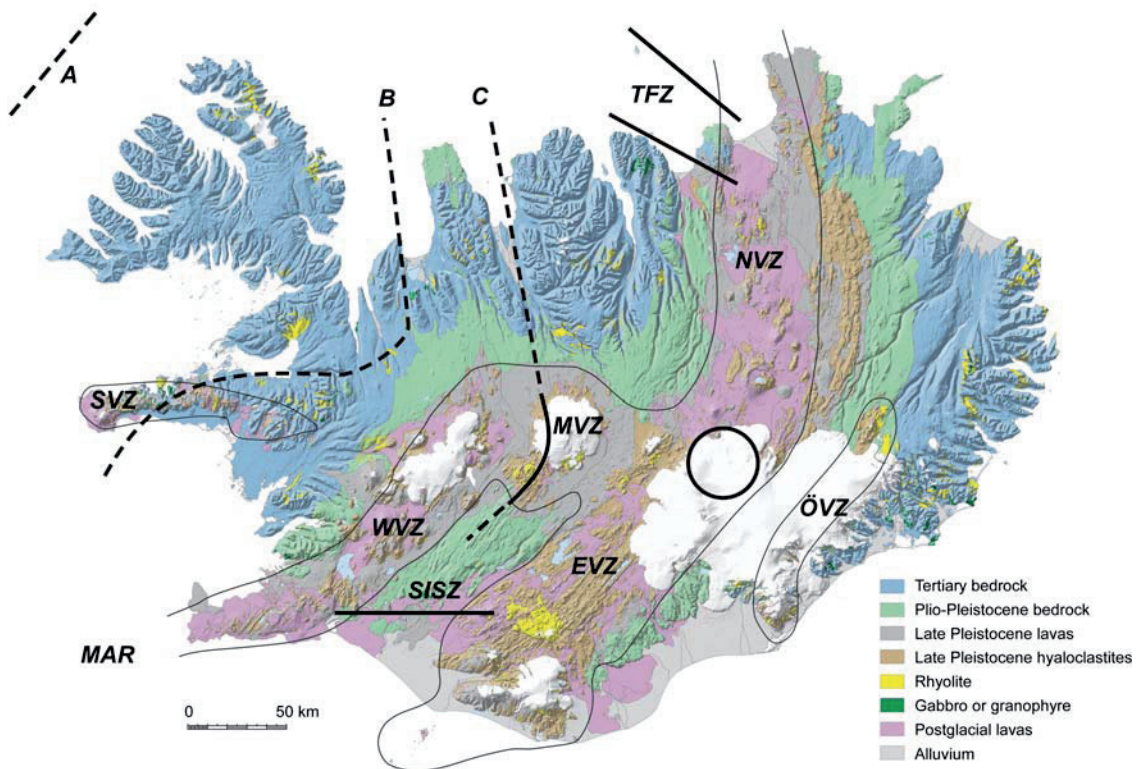 A
B
C
TFZ
NVZ
SVZ
MVZ
WVZ
ÖVZ
EVZ
SISZ
MAR
0 50 km
Tertiary bedrock
Plio-Pleistocene bedrock
Late Pleistocene lavas
Late Pleistocene hyaloclastites
Rhyolite
Gabbro or granophyre
Postglacial lavas
Alluvium